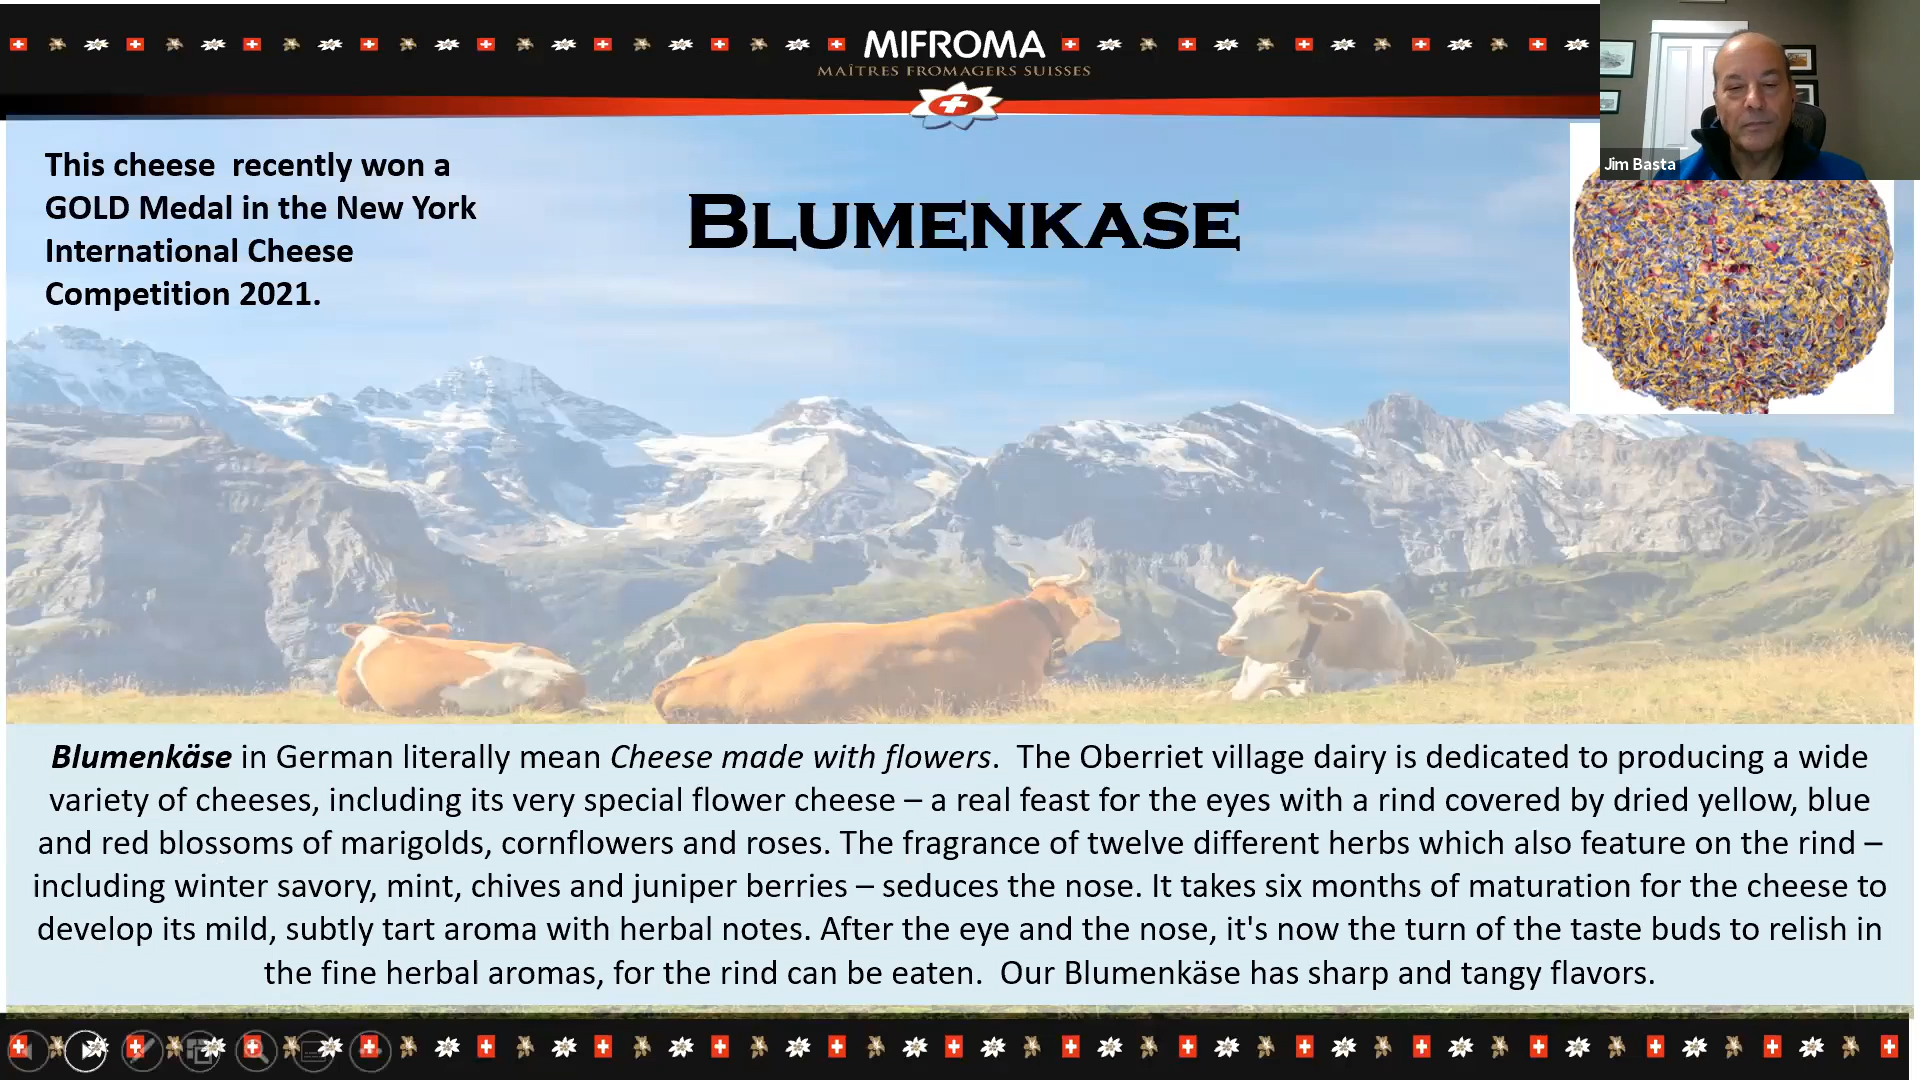 MIFROMA
MAÎTRES FROMAGERS SUISSES
Jim Basta
This cheese  recently won a
GOLD Medal in the New York
International Cheese
Competition 2021.
BLUMENKASE
Blumenkäse in German literally mean Cheese made with flowers.  The Oberriet village dairy is dedicated to producing a wide
variety of cheeses, including its very special flower cheese – a real feast for the eyes with a rind covered by dried yellow, blue
and red blossoms of marigolds, cornflowers and roses. The fragrance of twelve different herbs which also feature on the rind –
including winter savory, mint, chives and juniper berries – seduces the nose. It takes six months of maturation for the cheese to
develop its mild, subtly tart aroma with herbal notes. After the eye and the nose, it's now the turn of the taste buds to relish in
the fine herbal aromas, for the rind can be eaten.  Our Blumenkäse has sharp and tangy flavors.